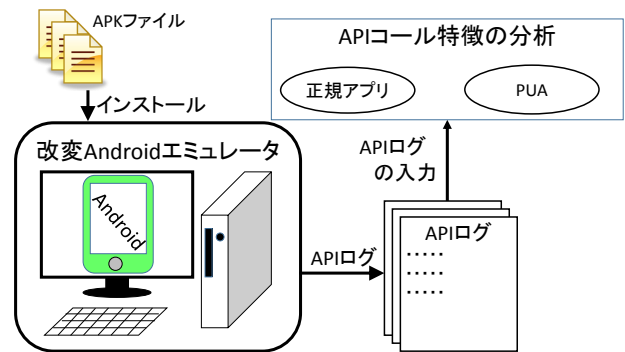 APKファイル
インストール
改変Androidエミュレータ
Android
APIログ
APIログ
.....
.....
.....
APIログ
の入力
APIコール特徴の分析
正規アプリ
PUA